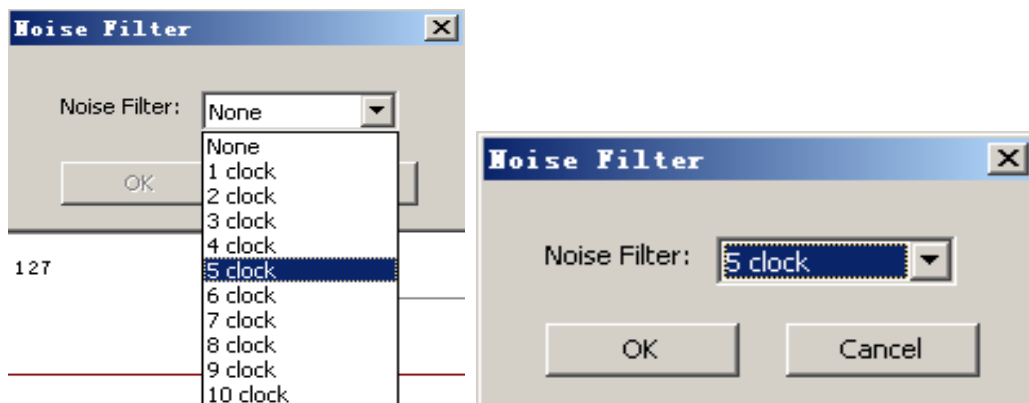 Noise Filter
Noise Filter: None
None
1 clock
OK
2 clock
3 clock
4 clock
127
5 clock
6 clock
7 clock
8 clock
9 clock
10 clock
Noise Filter
Noise Filter: 5 clock
OK Cancel